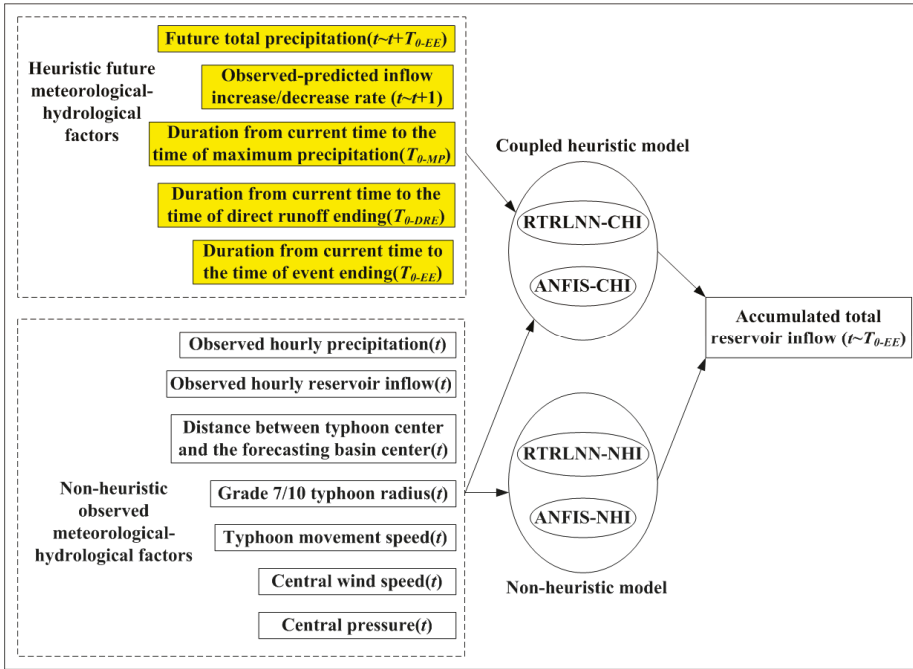 Heuristic future
meteorological-
hydrological
factors
Future total precipitation(t~t+T0-EE)
Observed-predicted inflow
increase/decrease rate (t~t+1)
Duration from current time to the
time of maximum precipitation(T0-MP)
Duration from current time to the
time of direct runoff ending(T0-DRE)
Duration from current time to
the time of event ending(T0-EE)
Non-heuristic
observed
meteorological-
hydrological factors
Observed hourly precipitation(t)
Observed hourly reservoir inflow(t)
Distance between typhoon center
and the forecasting basin center(t)
Grade 7/10 typhoon radius(t)
Typhoon movement speed(t)
Central wind speed(t)
Central pressure(t)
Coupled heuristic model
RTRLNN-CHI
ANFIS-CHI
RTRLNN-NHI
ANFIS-NHI
Non-heuristic model
Accumulated total
reservoir inflow (t~T0-EE)